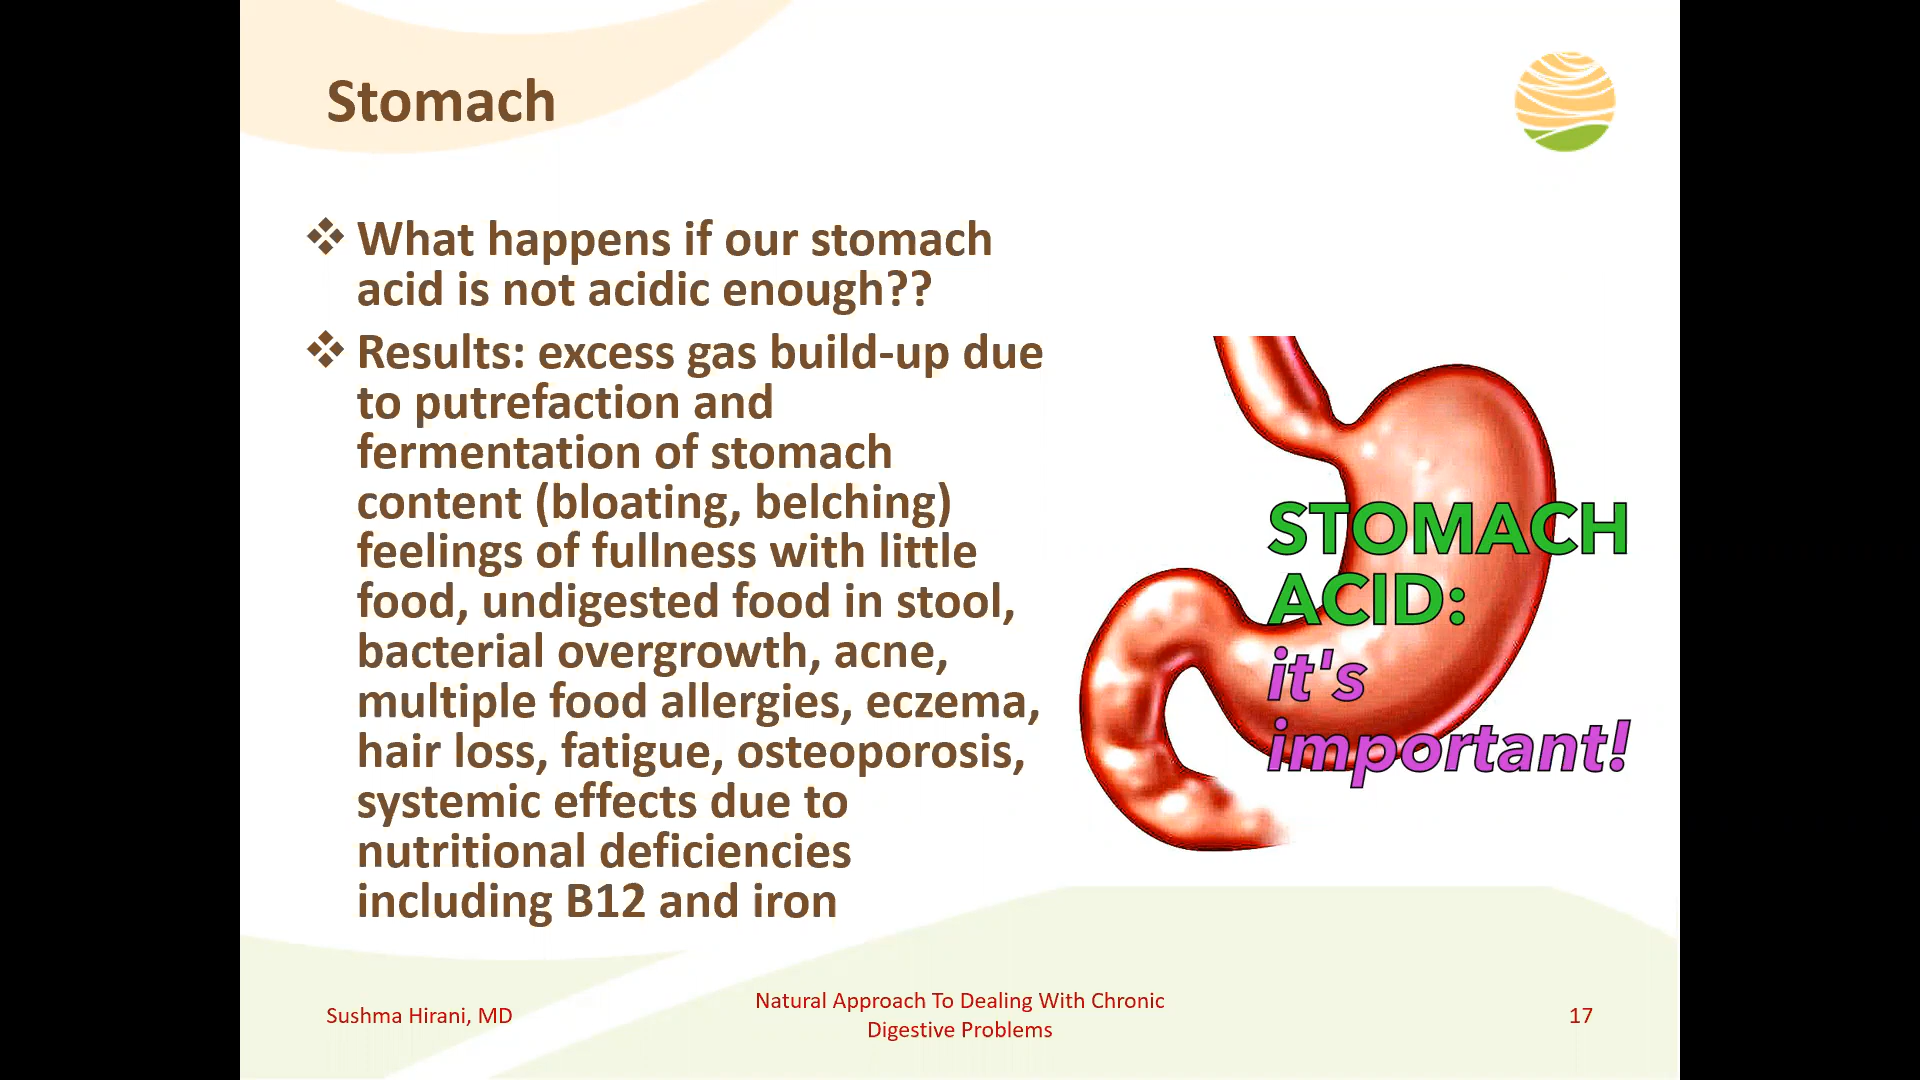 Stomach
❖ What happens if our stomach
acid is not acidic enough??
❖ Results: excess gas build-up due
to putrefaction and
fermentation of stomach
content (bloating, belching)
feelings of fullness with little
food, undigested food in stool,
bacterial overgrowth, acne,
multiple food allergies, eczema,
hair loss, fatigue, osteoporosis,
systemic effects due to
nutritional deficiencies
including B12 and iron
STOMACH
ACID:
it's
important!
Sushma Hirani, MD
Natural Approach To Dealing With Chronic
Digestive Problems
17